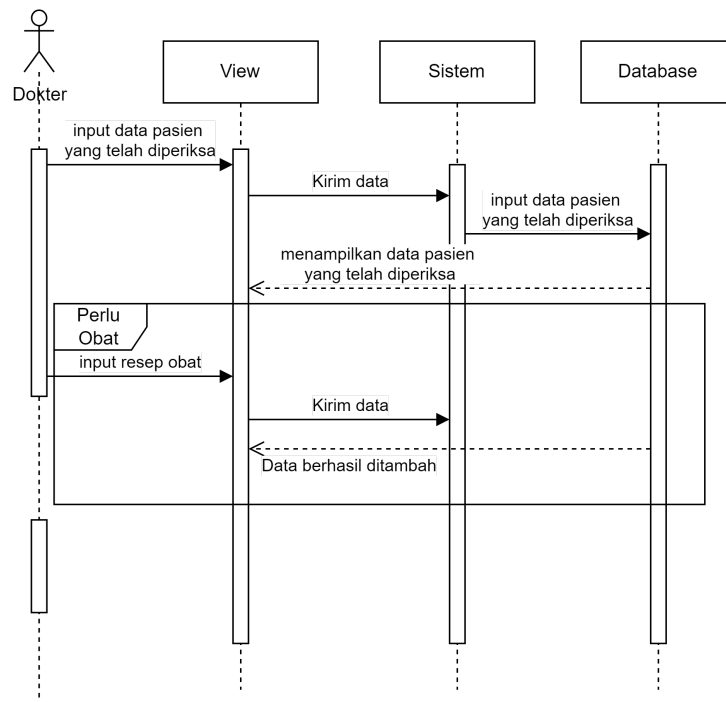 Dokter
View
Sistem
Database
input data pasien
yang telah diperiksa
Kirim data
input data pasien
yang telah diperiksa
menampilkan data pasien
yang telah diperiksa
Perlu
Obat
input resep obat
Kirim data
Data berhasil ditambah